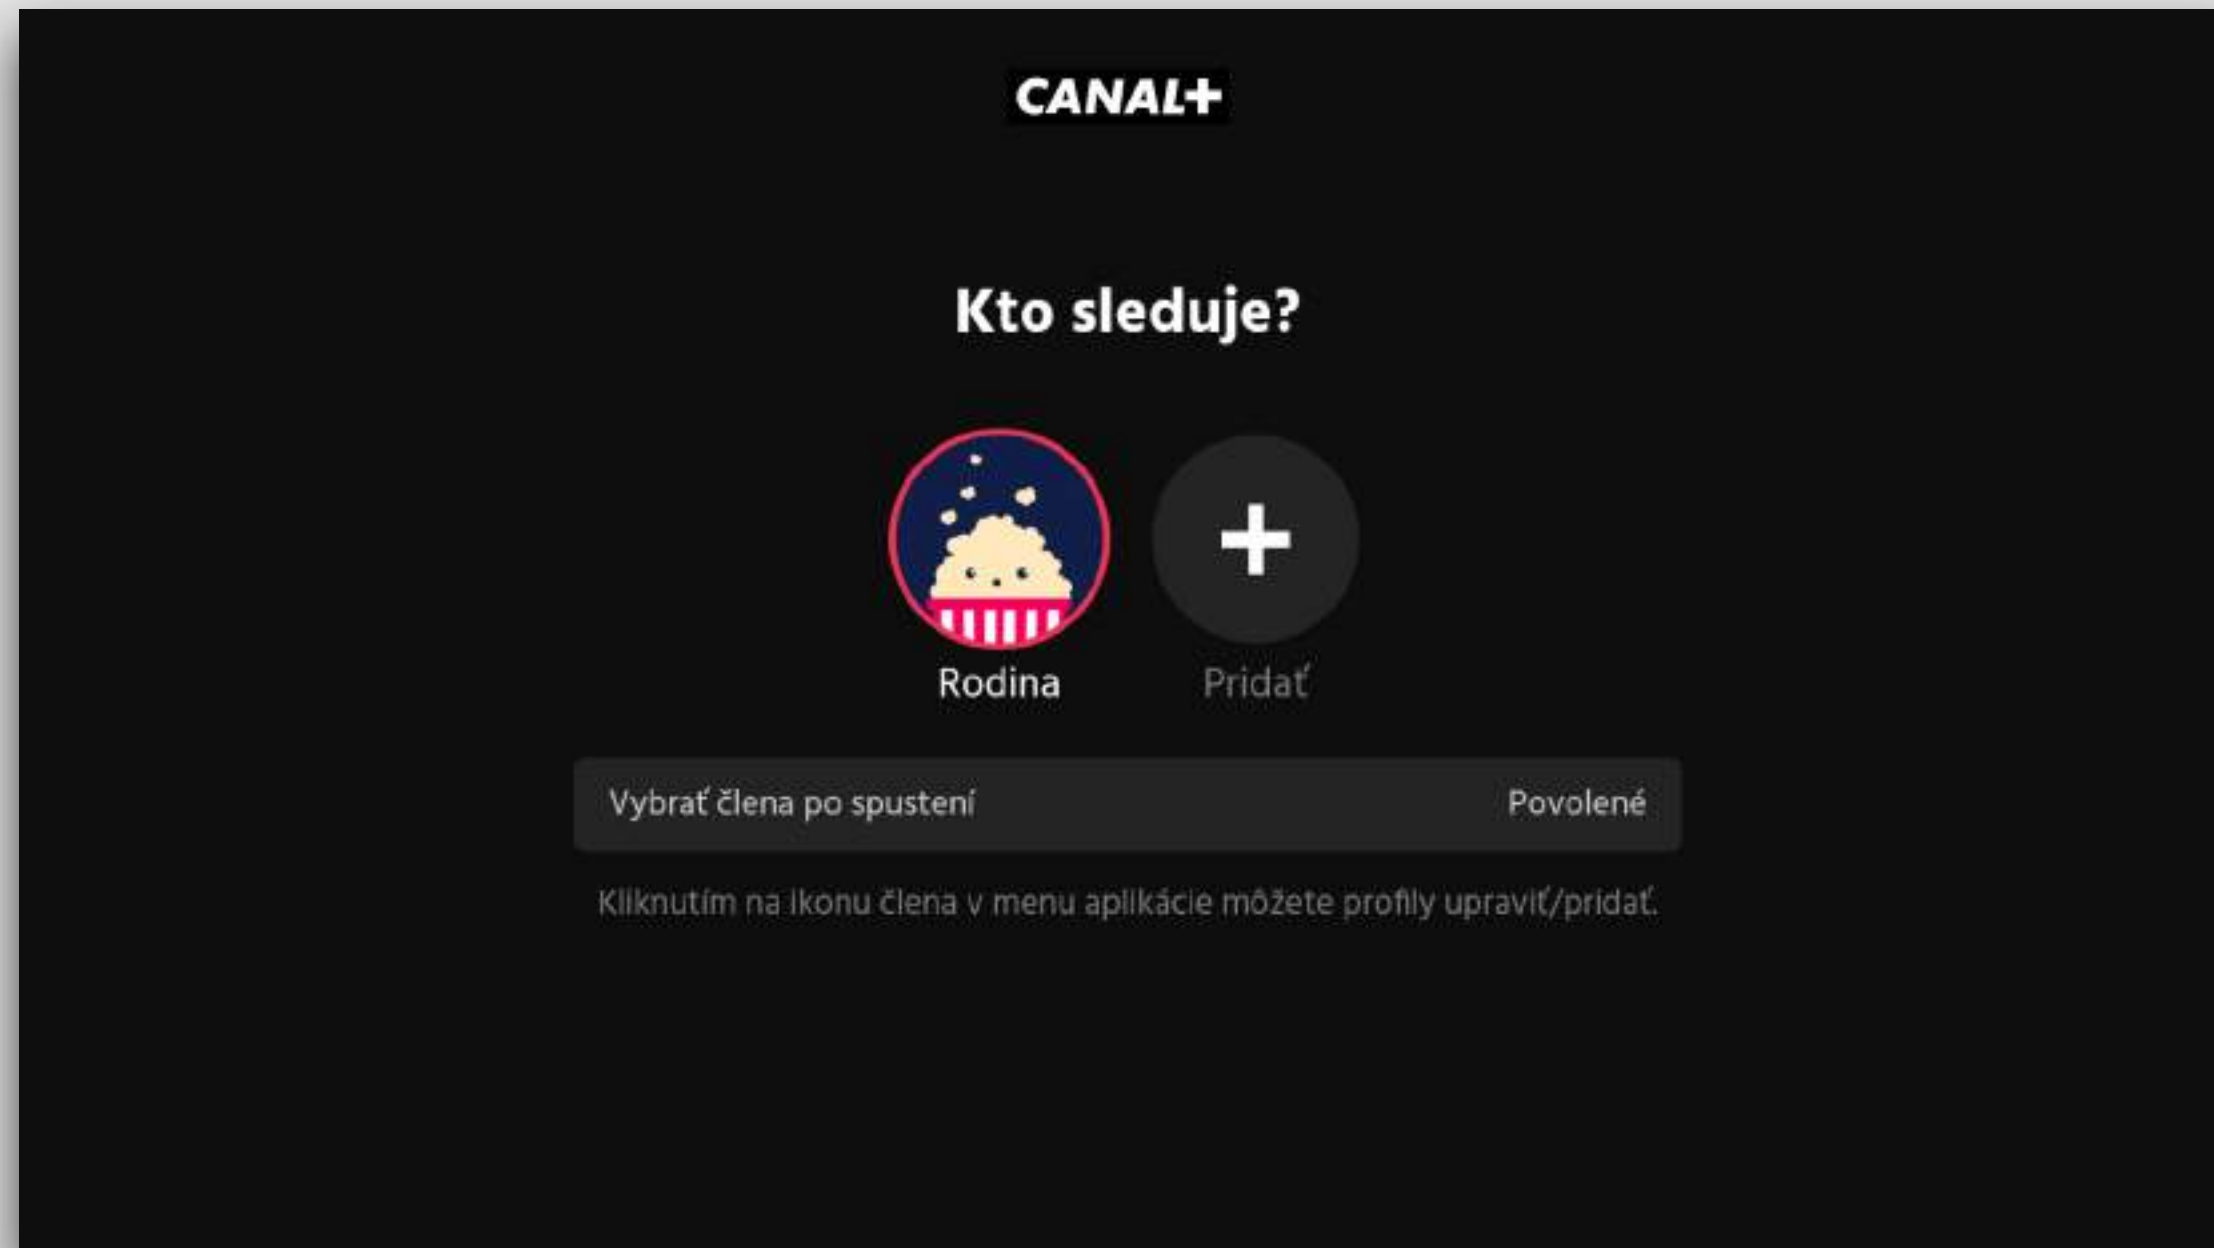 CANAL+
Kto sleduje?
Rodina
Pridať
Vybrať člena po spustení
Povolené
Kliknutím na ikonu člena v menu aplikácie môžete profily upraviť/pridať.